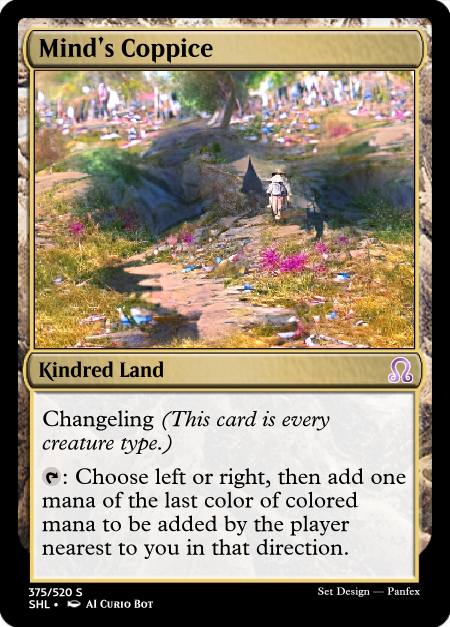 Mind's Coppice
Kindred Land
Changeling (This card is every
creature type.)
: Choose left or right, then add one
mana of the last color of colored
mana to be added by the player
nearest to you in that direction.
375/520 S
Set Design — Panfex
SHL • AI Curio Bot